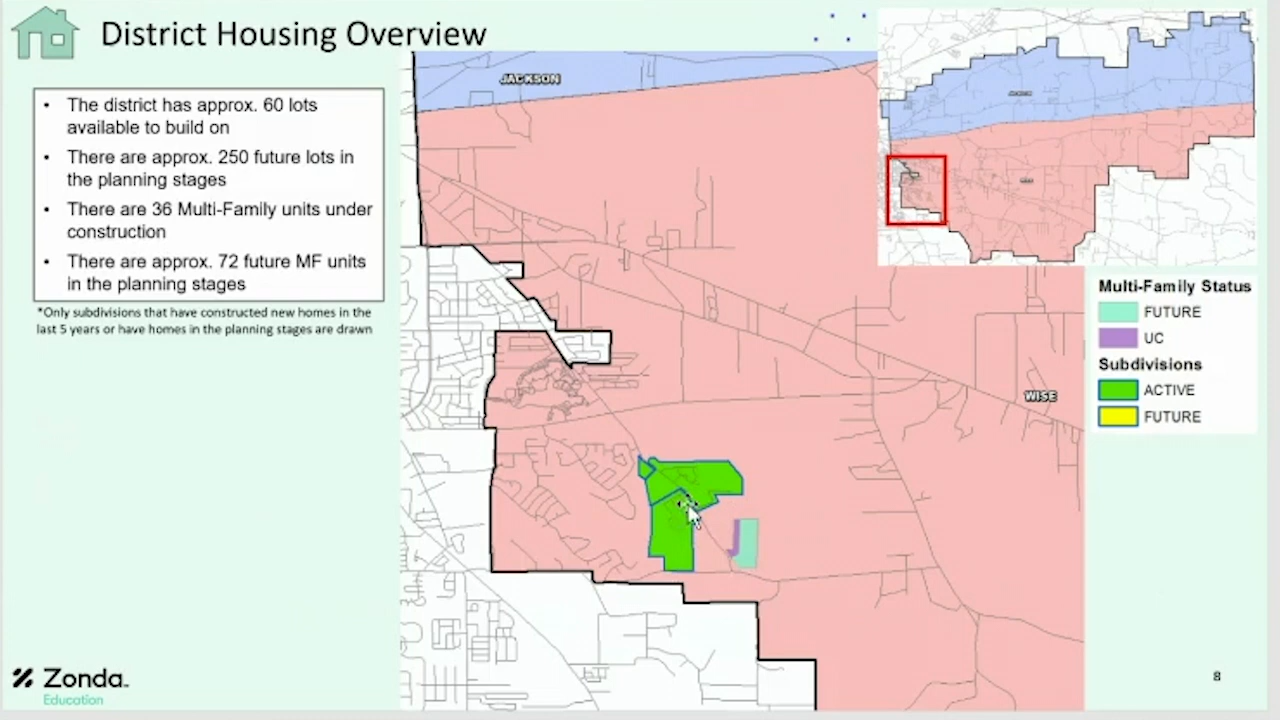 District Housing Overview
• The district has approx. 60 lots
available to build on
• There are approx. 250 future lots in
the planning stages
• There are 36 Multi-Family units under
construction
• There are approx. 72 future MF units
in the planning stages
*Only subdivisions that have constructed new homes in the
last 5 years or have homes in the planning stages are drawn
JACKSON
WISE
JACKSON
WISE
Multi-Family Status
FUTURE
UC
Subdivisions
ACTIVE
FUTURE
Zonda
Education
8